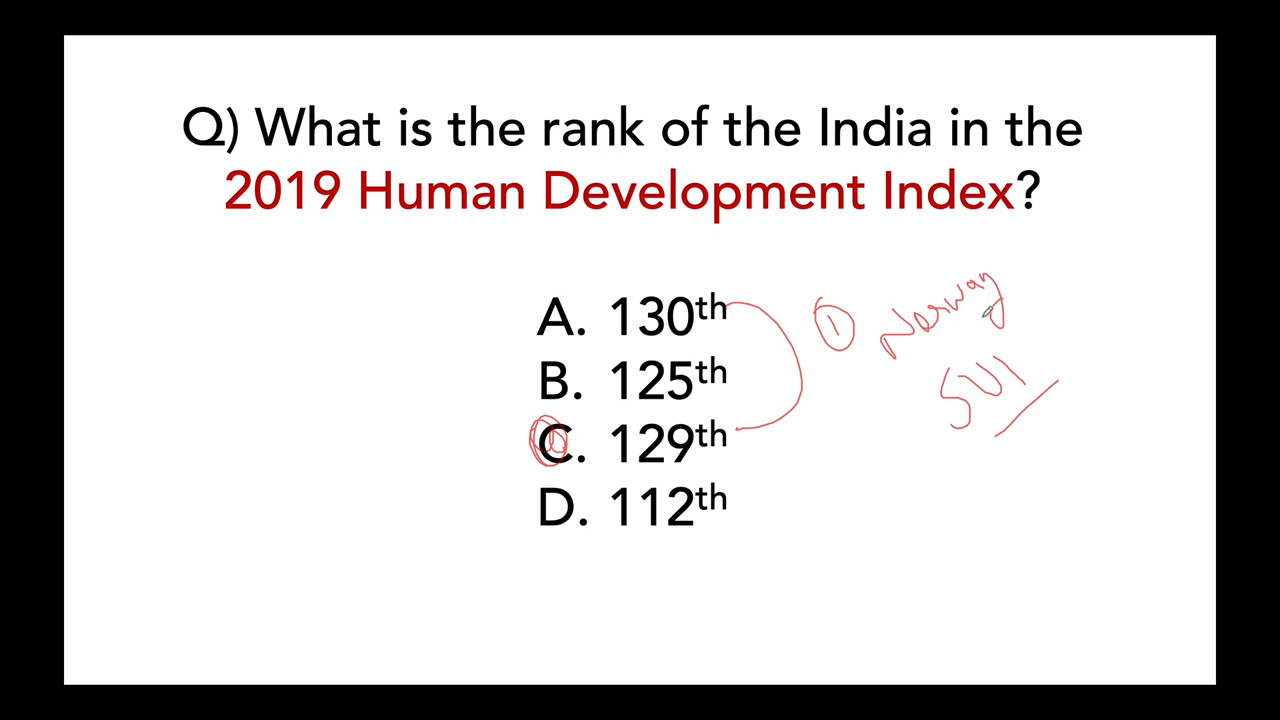 Q) What is the rank of the India in the
2019 Human Development Index?
A. 130th
B. 125th
C. 129th
D. 112th
1 Norway
SUI